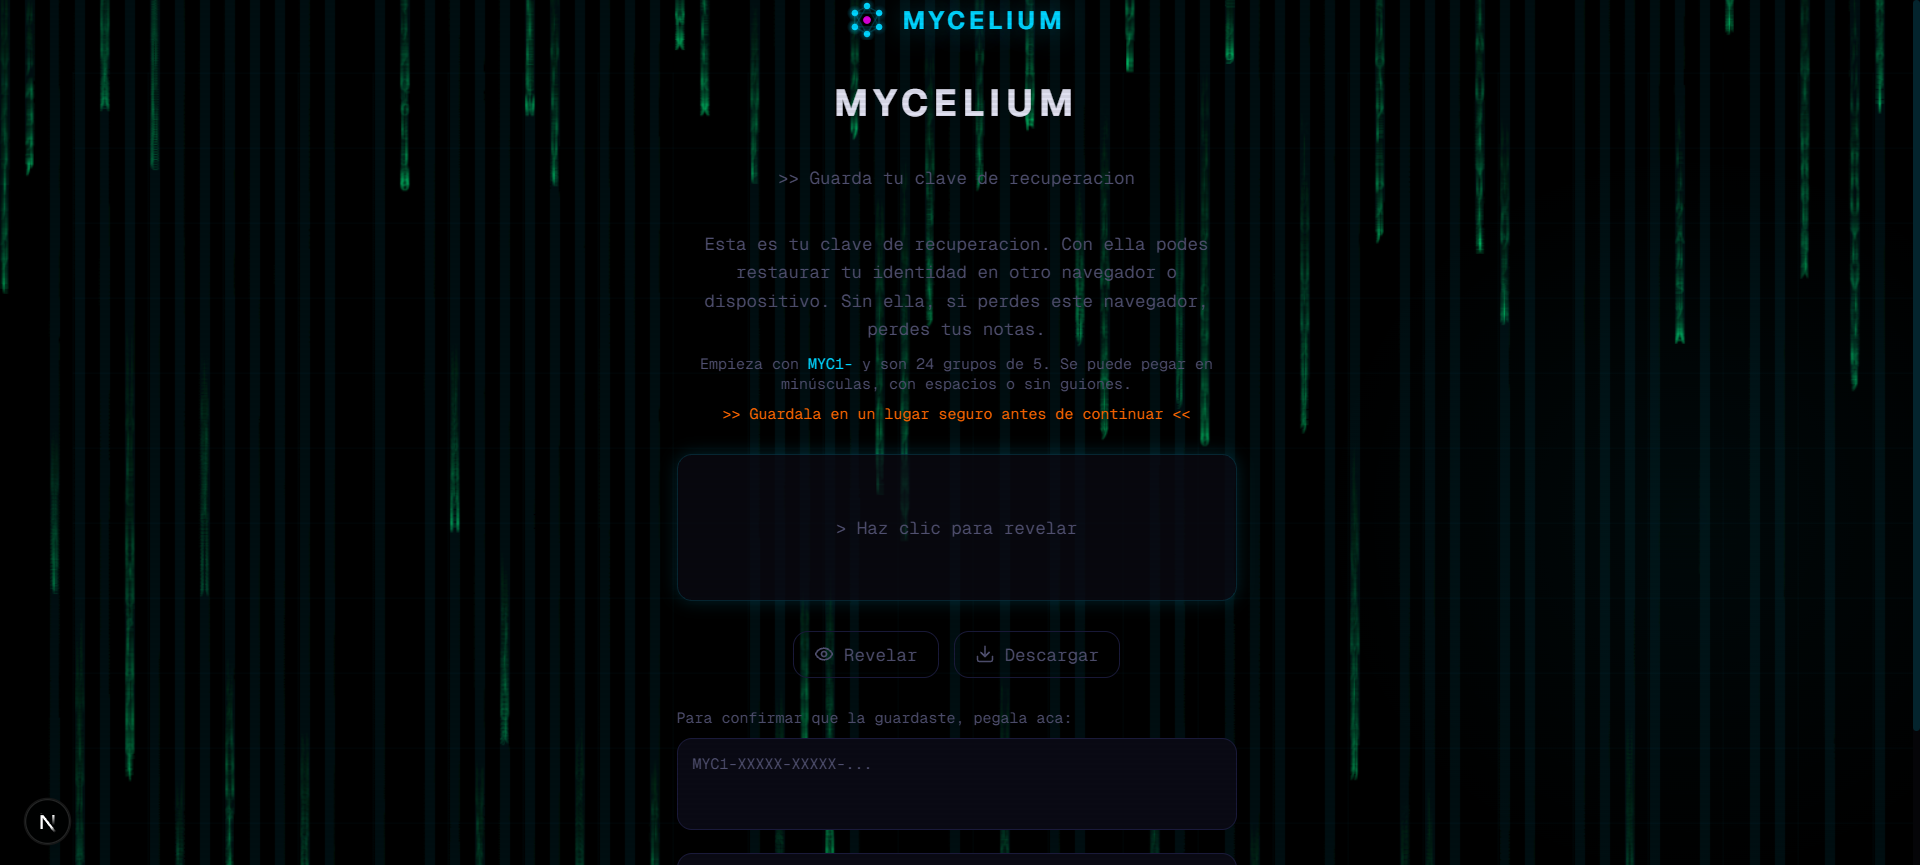 MYCELIUM
MYCELIUM
>> Guarda tu clave de recuperacion
Esta es tu clave de recuperacion. Con ella podes
restaurar tu identidad en otro navegador o
dispositivo. Sin ella, si perdes este navegador,
perdes tus notas.
Empieza con MYC1- y son 24 grupos de 5. Se puede pegar en
minúsculas, con espacios o sin guiones.
>> Guardala en un lugar seguro antes de continuar <<
> Haz clic para revelar
Revelar
Descargar
Para confirmar que la guardaste, pegala aca:
MYC1-XXXXX-XXXXX-...
N